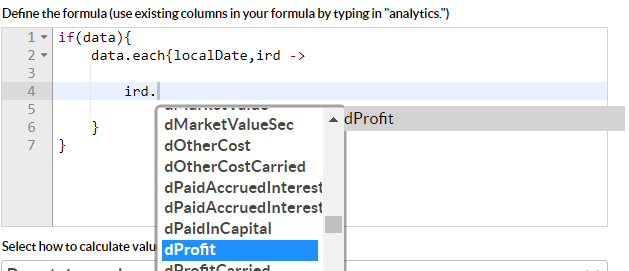 Define the formula (use existing columns in your formula by typing in "analytics.")
1 if(data){
2 data.each{localDate,ird ->
3
4 ird.
5
6 }
7 }
dMarketValueSec
dOtherCost
dOtherCostCarried
dPaidAccruedInterest
dPaidAccruedInterest
dPaidInCapital
dProfit
dProfitCarried
dProfit
Select how to calculate valu